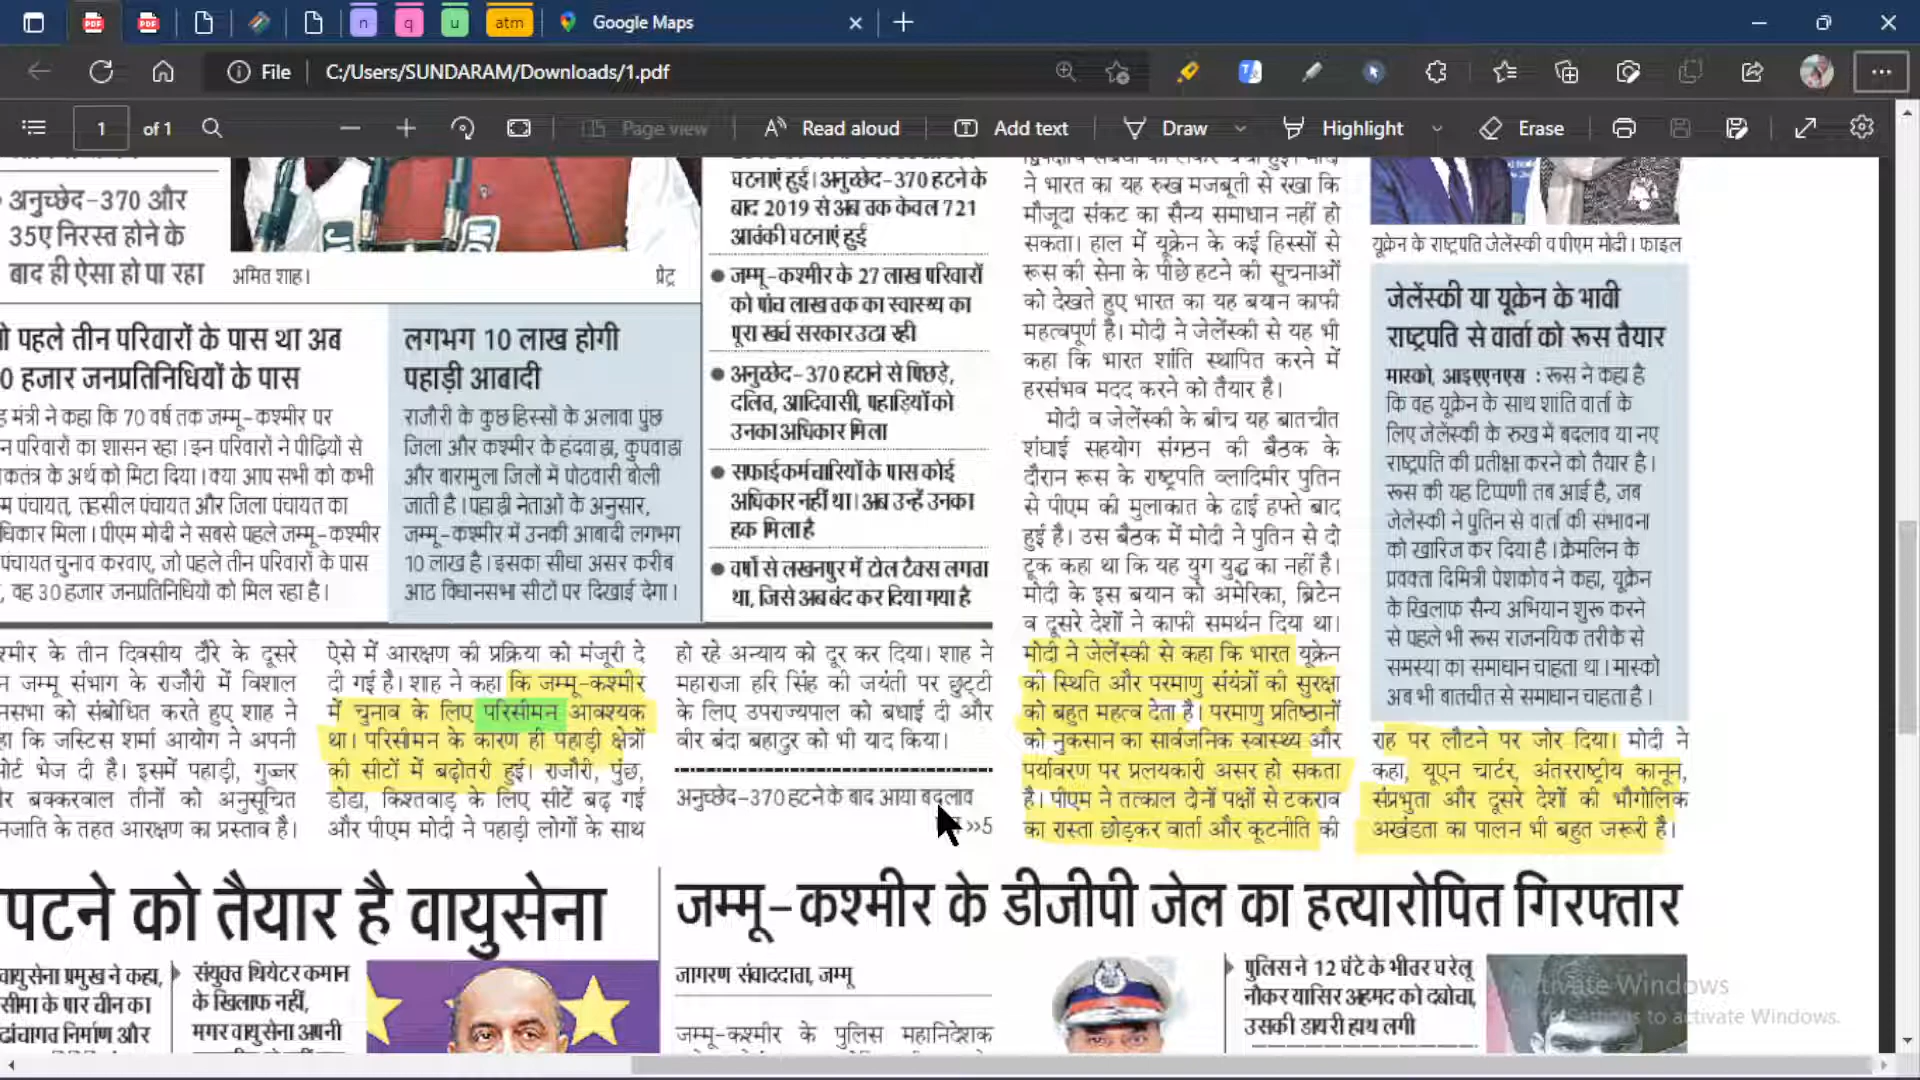 n
q
u
atm
Google Maps
File
C:/Users/SUNDARAM/Downloads/1.pdf
1
of 1
Page view
Read aloud
Add text
Draw
Highlight
Erase
अनुच्छेद-370 और
35ए निरस्त होने के
बाद ही ऐसा हो पा रहा
अमित शाह।
प्रेट्र
पहले तीन परिवारों के पास था अब
0 हजार जनप्रतिनिधियों के पास
मंत्री ने कहा कि 70 वर्ष तक जम्मू-कश्मीर पर
परिवारों का शासन रहा। इन परिवारों ने पीढ़ियों से
के अर्थ को मिटा दिया। क्या आप सभी को कभी
पंचायत, तहसील पंचायत और जिला पंचायत का
मिला। पीएम मोदी ने सबसे पहले जम्मू-कश्मीर
पंचायत चुनाव करवाए, जो पहले तीन परिवारों के पास
, वह 30 हजार जनप्रतिनिधियों को मिल रहा है।
लगभग 10 लाख होगी
पहाड़ी आबादी
राजौरी के कुछ हिस्सों के अलावा पुंछ
जिला और कश्मीर के हंदवाड़ा, कुपवाड़ा
और बारामुला जिलों में पोठवारी बोली
जाती है। पहाड़ी नेताओं के अनुसार,
जम्मू-कश्मीर में उनकी आबादी लगभग
10 लाख है। इसका सीधा असर करीब
आठ विधानसभा सीटों पर दिखाई देगा।
घटनाएं हुईं। अनुच्छेद-370 हटने के
बाद 2019 से अब तक केवल 721
आतंकी घटनाएं हुईं
● जम्मू-कश्मीर के 27 लाख परिवारों
को पांच लाख तक का स्वास्थ्य का
पूरा खर्च सरकार उठा रही
● अनुच्छेद-370 हटाने से पिछड़े,
दलित, आदिवासी, पहाड़ियों को
उनका अधिकार मिला
● सफाई कर्मचारियों के पास कोई
अधिकार नहीं था। अब उन्हें उनका
हक मिला है
● वर्षों से लखनपुर में टोल टैक्स लगता
था, जिसे अब बंद कर दिया गया है
के तीन दिवसीय दौरे के दूसरे
जम्मू संभाग के राजौरी में विशाल
को संबोधित करते हुए शाह ने
कि जस्टिस शर्मा आयोग ने अपनी
भेज दी है। इसमें पहाड़ी, गुज्जर
बक्करवाल तीनों को अनुसूचित
के तहत आरक्षण का प्रस्ताव है।
ऐसे में आरक्षण की प्रक्रिया को मंजूरी दे
दी गई है। शाह ने कहा कि जम्मू-कश्मीर
में चुनाव के लिए परिसीमन आवश्यक
था। परिसीमन के कारण ही पहाड़ी क्षेत्रों
की सीटों में बढ़ोतरी हुई। राजौरी, पुंछ,
डोडा, किश्तवाड़ के लिए सीटें बढ़ गई
और पीएम मोदी ने पहाड़ी लोगों के साथ
हो रहे अन्याय को दूर कर दिया। शाह ने
महाराजा हरि सिंह की जयंती पर छुट्टी
के लिए उपराज्यपाल को बधाई दी और
वीर बंदा बहादुर को भी याद किया।
अनुच्छेद-370 हटने के बाद आया बदलाव
>>5
ने भारत का यह रुख मजबूती से रखा कि
मौजूदा संकट का सैन्य समाधान नहीं हो
सकता। हाल में यूक्रेन के कई हिस्सों से
रूस की सेना के पीछे हटने की सूचनाओं
को देखते हुए भारत का यह बयान काफी
महत्वपूर्ण है। मोदी ने जेलेंस्की से यह भी
कहा कि भारत शांति स्थापित करने में
हरसंभव मदद करने को तैयार है।
मोदी व जेलेंस्की के बीच यह बातचीत
शंघाई सहयोग संगठन की बैठक के
दौरान रूस के राष्ट्रपति व्लादिमीर पुतिन
से पीएम की मुलाकात के ढाई हफ्ते बाद
हुई है। उस बैठक में मोदी ने पुतिन से दो
टूक कहा था कि यह युग युद्ध का नहीं है।
मोदी के इस बयान को अमेरिका, ब्रिटेन
व दूसरे देशों ने काफी समर्थन दिया था।
मोदी ने जेलेंस्की से कहा कि भारत यूक्रेन
की स्थिति और परमाणु संयंत्रों की सुरक्षा
को बहुत महत्व देता है। परमाणु प्रतिष्ठानों
को नुकसान का सार्वजनिक स्वास्थ्य और
पर्यावरण पर प्रलयकारी असर हो सकता
है। पीएम ने तत्काल दोनों पक्षों से टकराव
का रास्ता छोड़कर वार्ता और कूटनीति की
यूक्रेन के राष्ट्रपति जेलेंस्की व पीएम मोदी। फाइल
जेलेंस्की या यूक्रेन के भावी
राष्ट्रपति से वार्ता को रूस तैयार
मास्को, आइएएनएस : रूस ने कहा है
कि वह यूक्रेन के साथ शांति वार्ता के
लिए जेलेंस्की के रुख में बदलाव या नए
राष्ट्रपति की प्रतीक्षा करने को तैयार है।
रूस की यह टिप्पणी तब आई है, जब
जेलेंस्की ने पुतिन से वार्ता की संभावना
को खारिज कर दिया है। क्रेमलिन के
प्रवक्ता दिमित्री पेशकोव ने कहा, यूक्रेन
के खिलाफ सैन्य अभियान शुरू करने
से पहले भी रूस राजनयिक तरीके से
समस्या का समाधान चाहता था। मास्को
अब भी बातचीत से समाधान चाहता है।
राह पर लौटने पर जोर दिया। मोदी ने
कहा, यूएन चार्टर, अंतरराष्ट्रीय कानून,
संप्रभुता और दूसरे देशों की भौगोलिक
अखंडता का पालन भी बहुत जरूरी है।
पटने को तैयार है वायुसेना
वायुसेना प्रमुख ने कहा,
सीमा के पार चीन का
ढांचागत निर्माण और
संयुक्त थियेटर कमान
के खिलाफ नहीं,
मगर वायुसेना अपनी
जम्मू-कश्मीर के डीजीपी जेल का हत्यारोपित गिरफ्तार
जागरण संवाददाता, जम्मू
जम्मू-कश्मीर के पुलिस महानिदेशक
पुलिस ने 12 घंटे के भीतर घरेलू
नौकर यासिर अहमद को दबोचा,
उसकी डायरी हाथ लगी
Activate Windows
Settings to activate Windows.